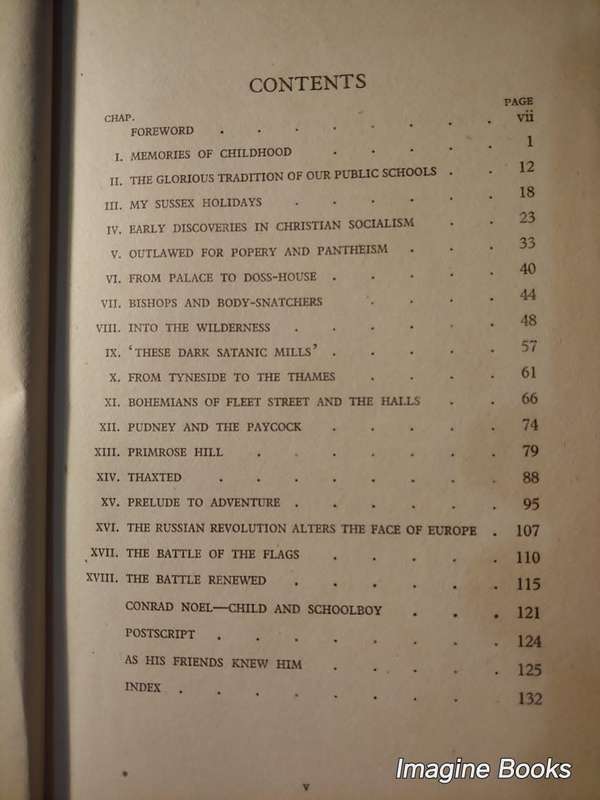 CONTENTS
PAGE
CHAP.
FOREWORD . . . . . . . . vii
I. MEMORIES OF CHILDHOOD . . . . . 1
II. THE GLORIOUS TRADITION OF OUR PUBLIC SCHOOLS . . 12
III. MY SUSSEX HOLIDAYS . . . . . . 18
IV. EARLY DISCOVERIES IN CHRISTIAN SOCIALISM . . 23
V. OUTLAWED FOR POPERY AND PANTHEISM . . . 33
VI. FROM PALACE TO DOSS-HOUSE . . . . . 40
VII. BISHOPS AND BODY-SNATCHERS . . . . 44
VIII. INTO THE WILDERNESS . . . . . . 48
IX. 'THESE DARK SATANIC MILLS' . . . . . 57
X. FROM TYNESIDE TO THE THAMES . . . . 61
XI. BOHEMIANS OF FLEET STREET AND THE HALLS . . 66
XII. PUDNEY AND THE PAYCOCK . . . . . 74
XIII. PRIMROSE HILL . . . . . . . 79
XIV. THAXTED . . . . . . . . 88
XV. PRELUDE TO ADVENTURE . . . . . . 95
XVI. THE RUSSIAN REVOLUTION ALTERS THE FACE OF EUROPE . 107
XVII. THE BATTLE OF THE FLAGS . . . . . 110
XVIII. THE BATTLE RENEWED . . . . . . 115
CONRAD NOEL—CHILD AND SCHOOLBOY . . . 121
POSTSCRIPT . . . . . . . . 124
AS HIS FRIENDS KNEW HIM . . . . . 125
INDEX . . . . . . . . 132
v
Imagine Books